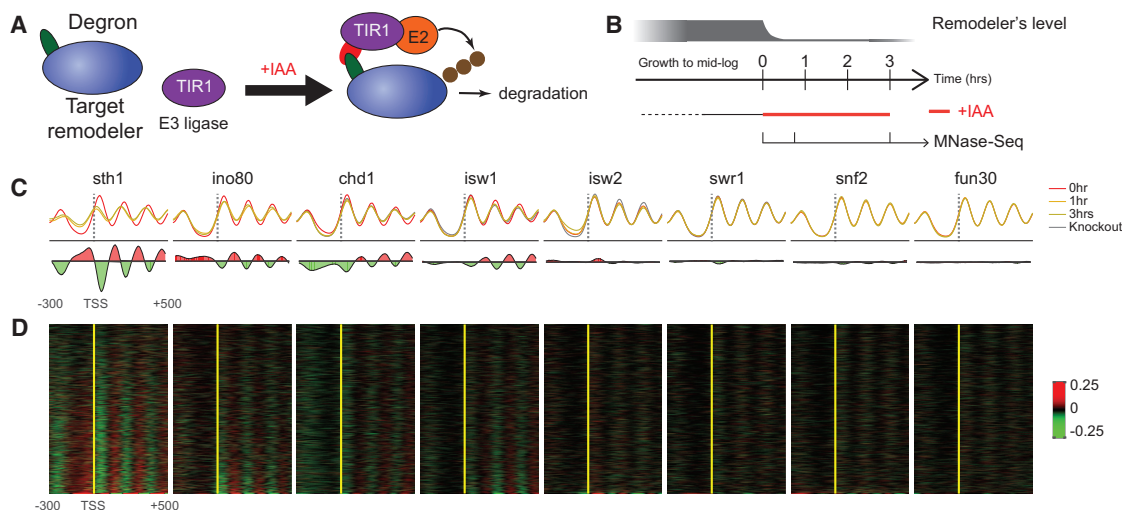 A
Degron
TIR1
E2
TIR1
+IAA
Target
remodeler
E3 ligase
degradation
B
Remodeler's level
Growth to mid-log
0
1
2
3
Time (hrs)
+IAA
MNase-Seq
C
sth1
ino80
chd1
isw1
isw2
swr1
snf2
fun30
0hr
1hr
3hrs
Knockout
-300
TSS
+500
D
0.25
0
-0.25
-300
TSS
+500